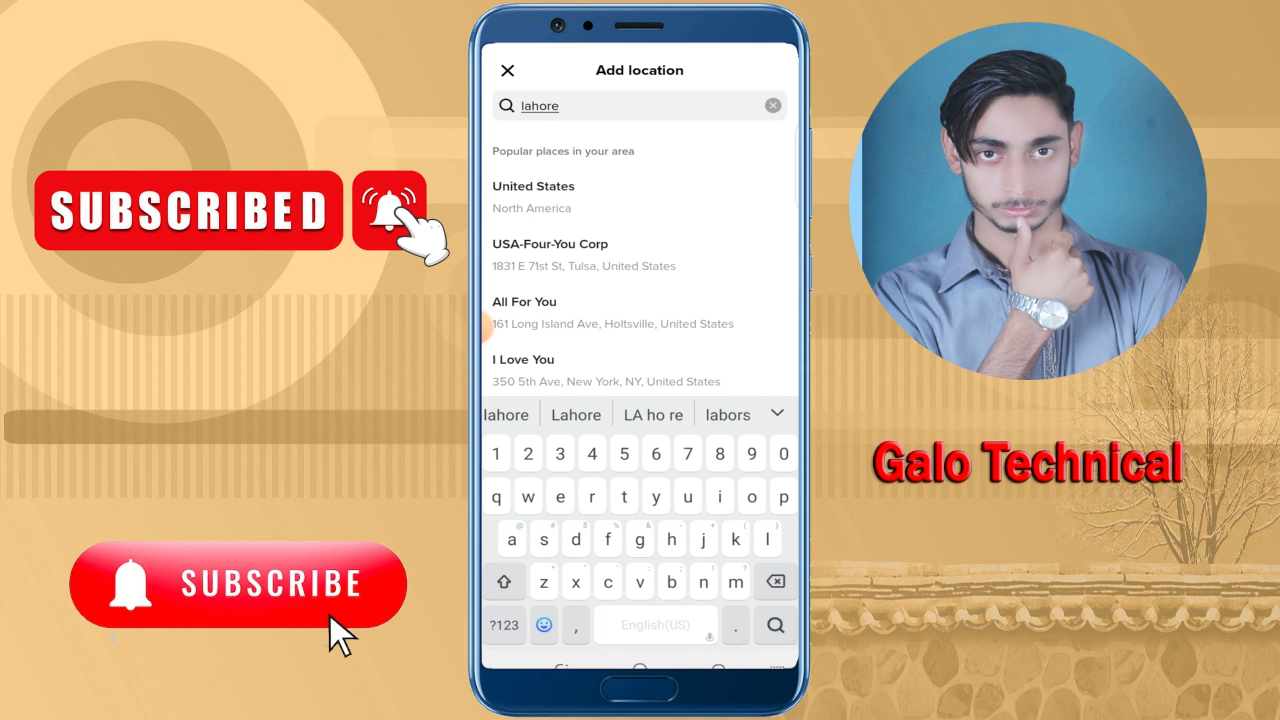 Add location
lahore
Popular places in your area
United States
North America
USA-Four-You Corp
1831 E 71st St, Tulsa, United States
All For You
161 Long Island Ave, Holtsville, United States
I Love You
350 5th Ave, New York, NY, United States
lahore Lahore LA ho re labors
1 2 3 4 5 6 7 8 9 0
q w e r t y u i o p
a s d f g h j k l
z x c v b n m
?123 , English(US) .
SUBSCRIBED
SUBSCRIBE
Galo Technical